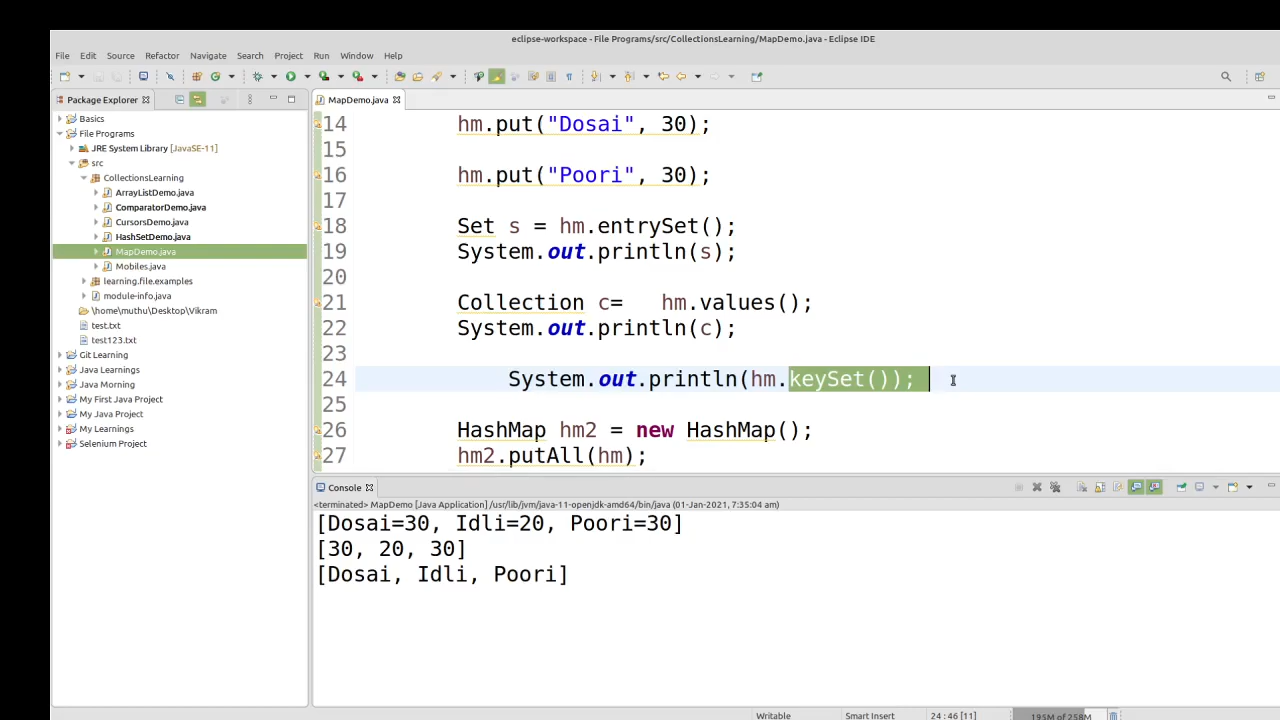 eclipse-workspace - File Programs/src/CollectionsLearning/MapDemo.java - Eclipse IDE
File Edit Source Refactor Navigate Search Project Run Window Help
Package Explorer
MapDemo.java
Basics
File Programs
JRE System Library [JavaSE-11]
src
CollectionsLearning
ArrayListDemo.java
ComparatorDemo.java
CursorsDemo.java
HashSetDemo.java
MapDemo.java
Mobiles.java
learning.file.examples
module-info.java
\home\muthu\Desktop\Vikram
test.txt
test123.txt
Git Learning
Java Learnings
Java Morning
My First Java Project
My Java Project
My Learnings
Selenium Project
14 hm.put("Dosai", 30);
15
16 hm.put("Poori", 30);
17
18 Set s = hm.entrySet();
19 System.out.println(s);
20
21 Collection c=   hm.values();
22 System.out.println(c);
23
24 System.out.println(hm.keySet());
25
26 HashMap hm2 = new HashMap();
27 hm2.putAll(hm);
Console
<terminated> MapDemo [Java Application] /usr/lib/jvm/java-11-openjdk-amd64/bin/java (01-Jan-2021, 7:35:04 am)
[Dosai=30, Idli=20, Poori=30]
[30, 20, 30]
[Dosai, Idli, Poori]
Writable Smart Insert 24 : 46 [11] 195M of 258M